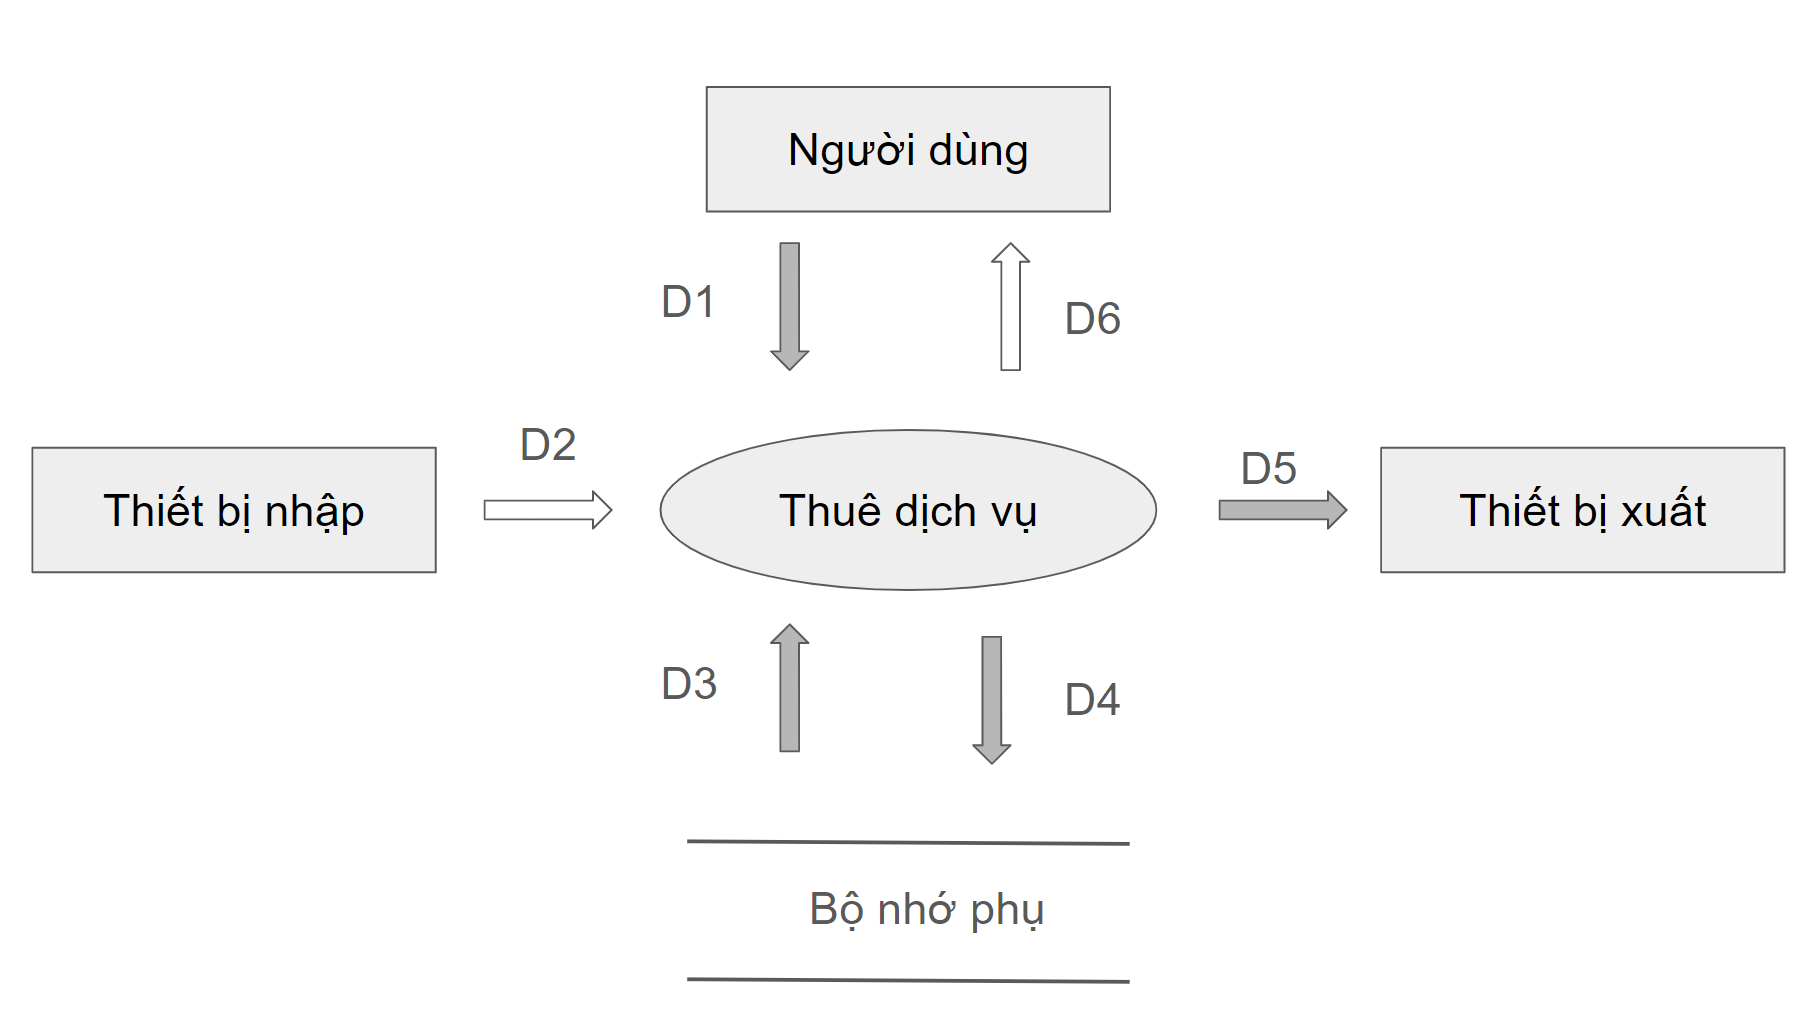 Người dùng
D1
D6
Thiết bị nhập
D2
Thuê dịch vụ
D5
Thiết bị xuất
D3
D4
Bộ nhớ phụ